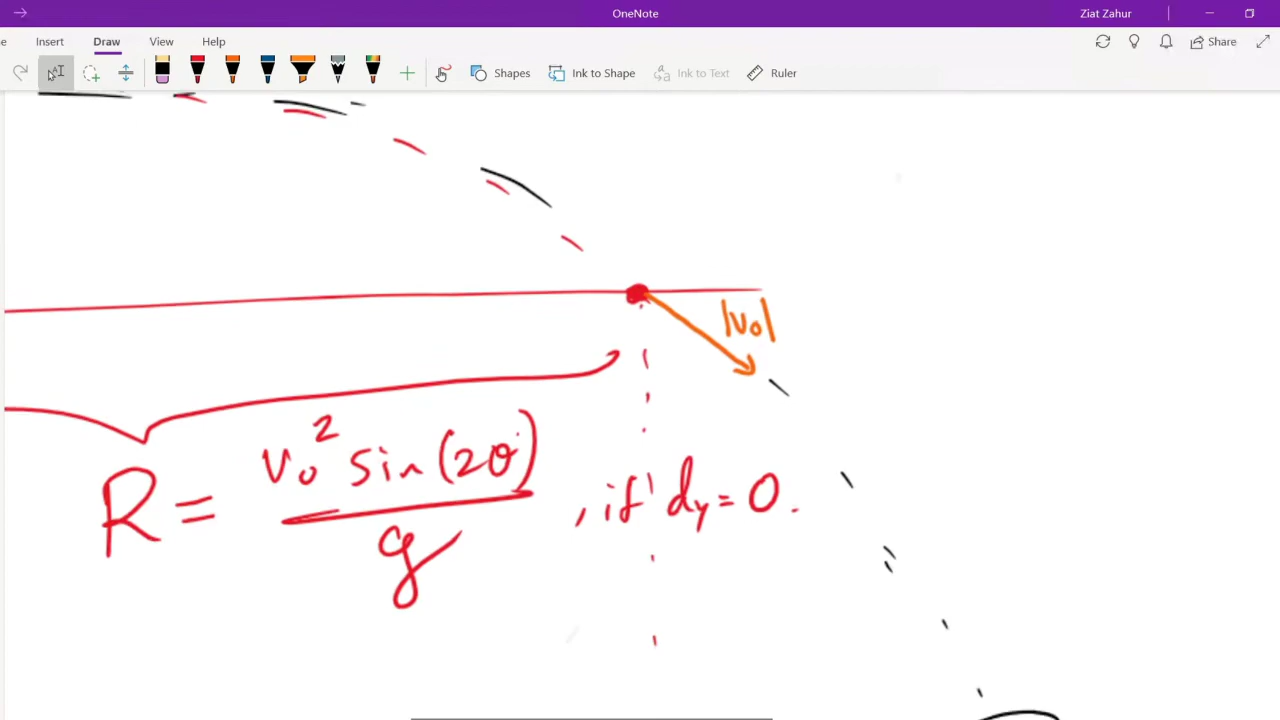 OneNote
Ziat Zahur
Insert Draw View Help
Share
Shapes Ink to Shape Ink to Text Ruler
|v₀|
R = v₀² sin(2θ) / g , if dy = 0.